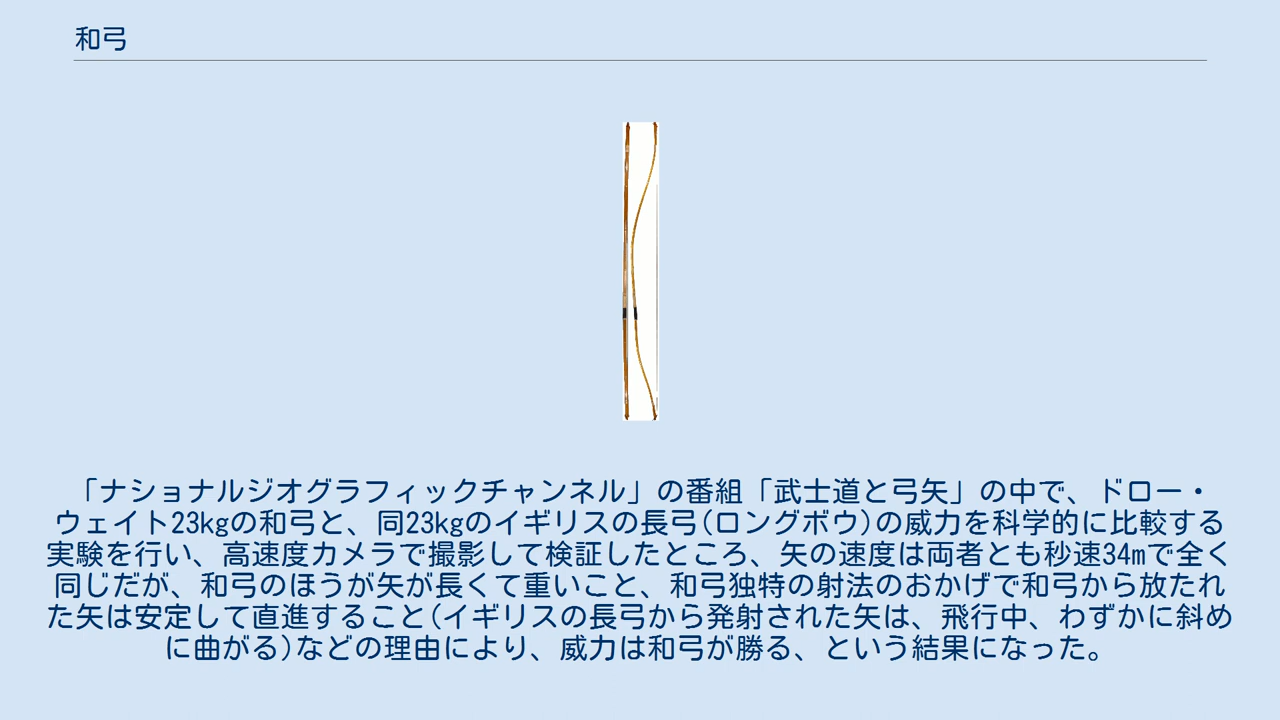 和弓
「ナショナルジオグラフィックチャンネル」の番組「武士道と弓矢」の中で、ドロー・
ウェイト23kgの和弓と、同23kgのイギリスの長弓(ロングボウ)の威力を科学的に比較する
実験を行い、高速度カメラで撮影して検証したところ、矢の速度は両者とも秒速34mで全く
同じだが、和弓のほうが矢が長くて重いこと、和弓独特の射法のおかげで和弓から放たれ
た矢は安定して直進すること(イギリスの長弓から発射された矢は、飛行中、わずかに斜め
に曲がる)などの理由により、威力は和弓が勝る、という結果になった。